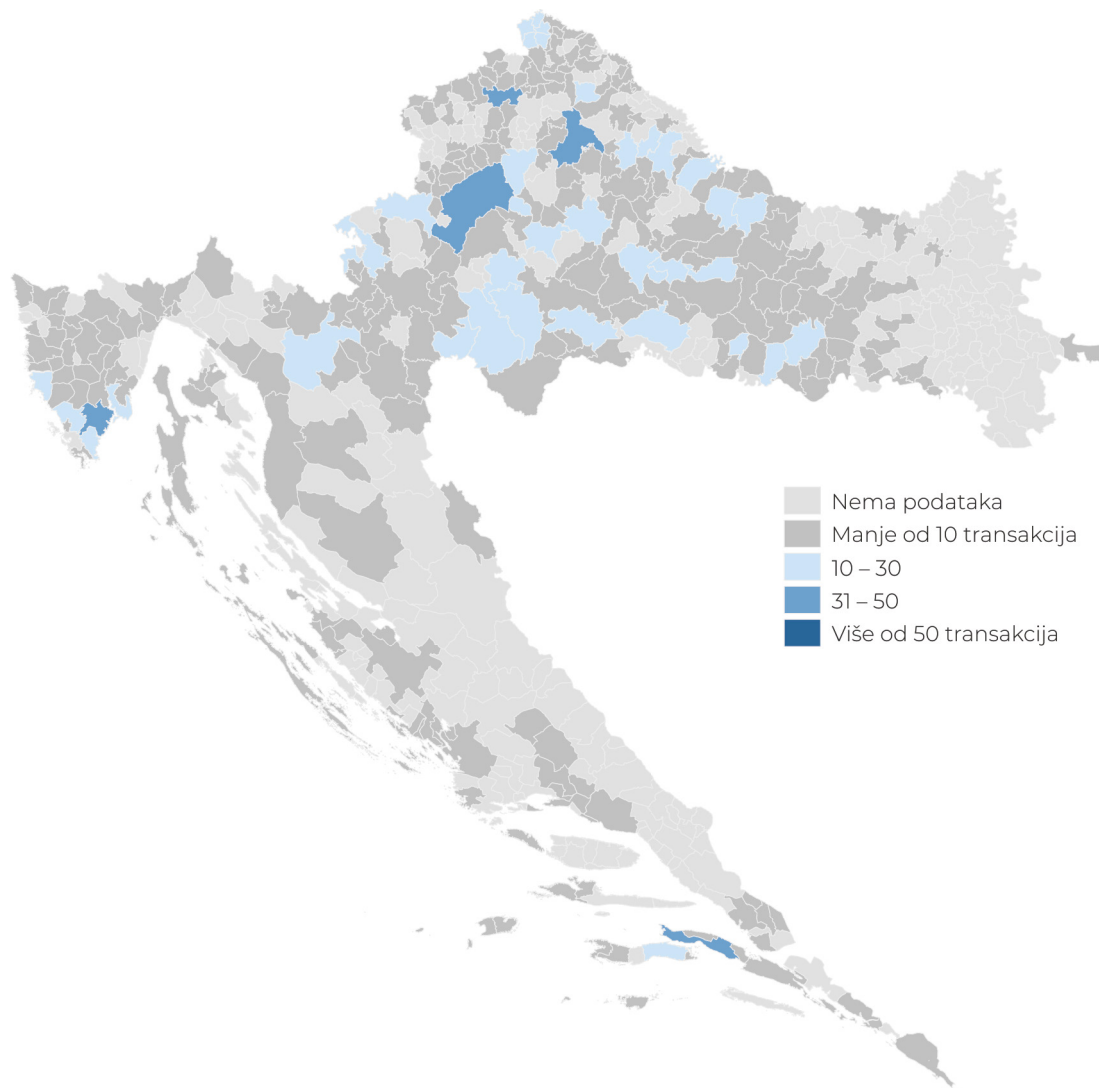 Nema podataka
Manje od 10 transakcija
10 – 30
31 – 50
Više od 50 transakcija